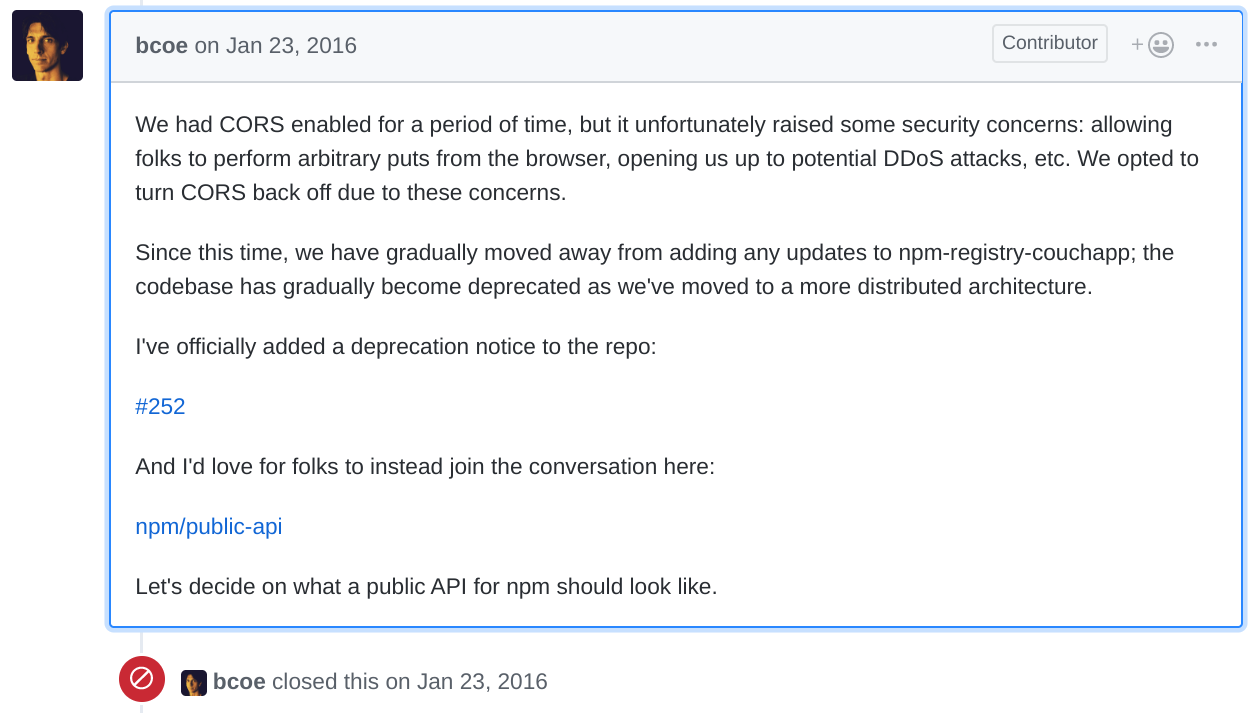 bcoe on Jan 23, 2016
Contributor
We had CORS enabled for a period of time, but it unfortunately raised some security concerns: allowing
folks to perform arbitrary puts from the browser, opening us up to potential DDoS attacks, etc. We opted to
turn CORS back off due to these concerns.
Since this time, we have gradually moved away from adding any updates to npm-registry-couchapp; the
codebase has gradually become deprecated as we've moved to a more distributed architecture.
I've officially added a deprecation notice to the repo:
#252
And I'd love for folks to instead join the conversation here:
npm/public-api
Let's decide on what a public API for npm should look like.
bcoe closed this on Jan 23, 2016